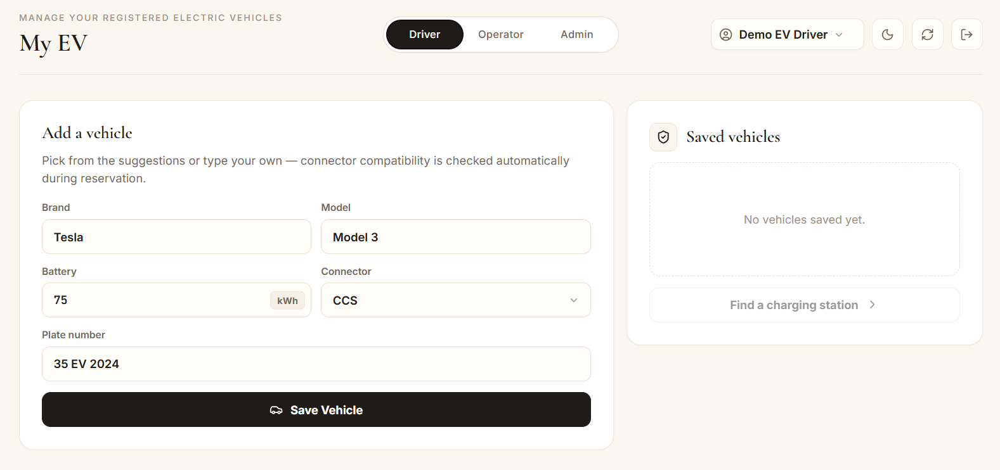 MANAGE YOUR REGISTERED ELECTRIC VEHICLES
My EV
Driver
Operator
Admin
Demo EV Driver
Add a vehicle
Pick from the suggestions or type your own — connector compatibility is checked automatically
during reservation.
Brand
Model
Tesla
Model 3
Battery
Connector
75
kWh
CCS
Plate number
35 EV 2024
Save Vehicle
Saved vehicles
No vehicles saved yet.
Find a charging station